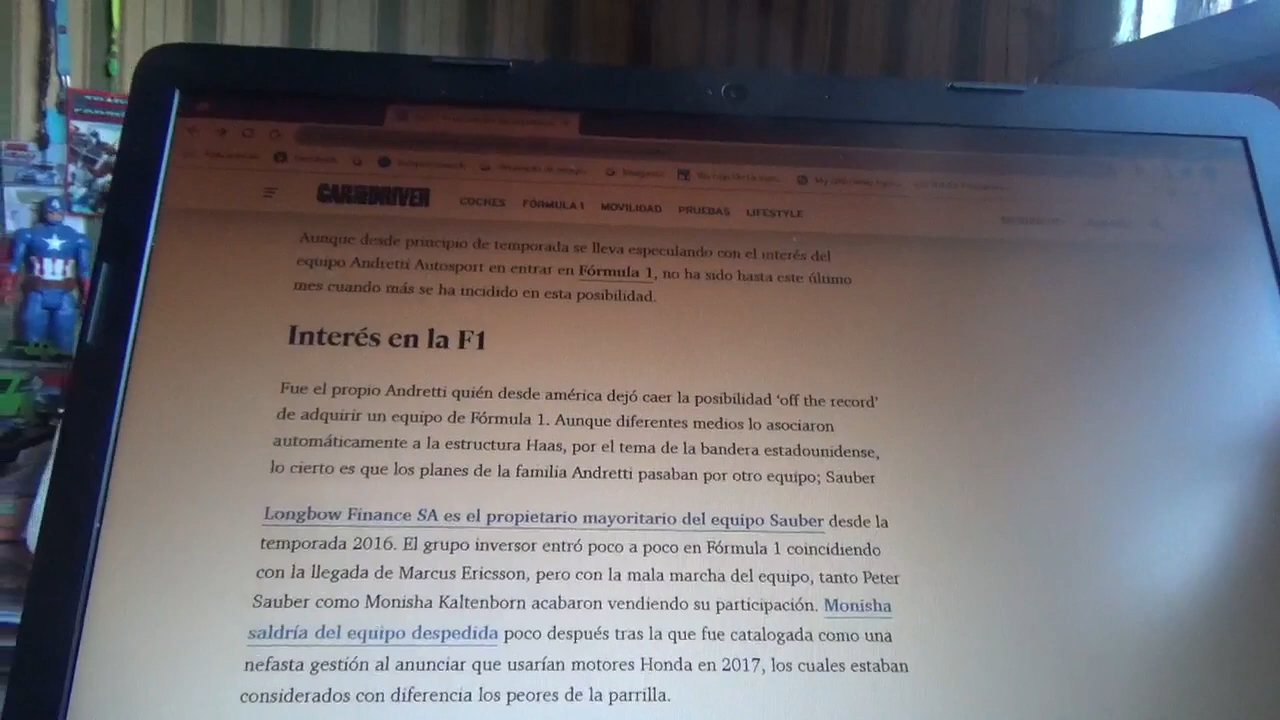 CAR AND DRIVER COCHES FÓRMULA 1 MOVILIDAD PRUEBAS LIFESTYLE
Aunque desde principio de temporada se lleva especulando con el interés del
equipo Andretti Autosport en entrar en Fórmula 1, no ha sido hasta este último
mes cuando más se ha incidido en esta posibilidad.
Interés en la F1
Fue el propio Andretti quién desde américa dejó caer la posibilidad 'off the record'
de adquirir un equipo de Fórmula 1. Aunque diferentes medios lo asociaron
automáticamente a la estructura Haas, por el tema de la bandera estadounidense,
lo cierto es que los planes de la familia Andretti pasaban por otro equipo; Sauber
Longbow Finance SA es el propietario mayoritario del equipo Sauber desde la
temporada 2016. El grupo inversor entró poco a poco en Fórmula 1 coincidiendo
con la llegada de Marcus Ericsson, pero con la mala marcha del equipo, tanto Peter
Sauber como Monisha Kaltenborn acabaron vendiendo su participación. Monisha
saldría del equipo despedida poco después tras la que fue catalogada como una
nefasta gestión al anunciar que usarían motores Honda en 2017, los cuales estaban
considerados con diferencia los peores de la parrilla.